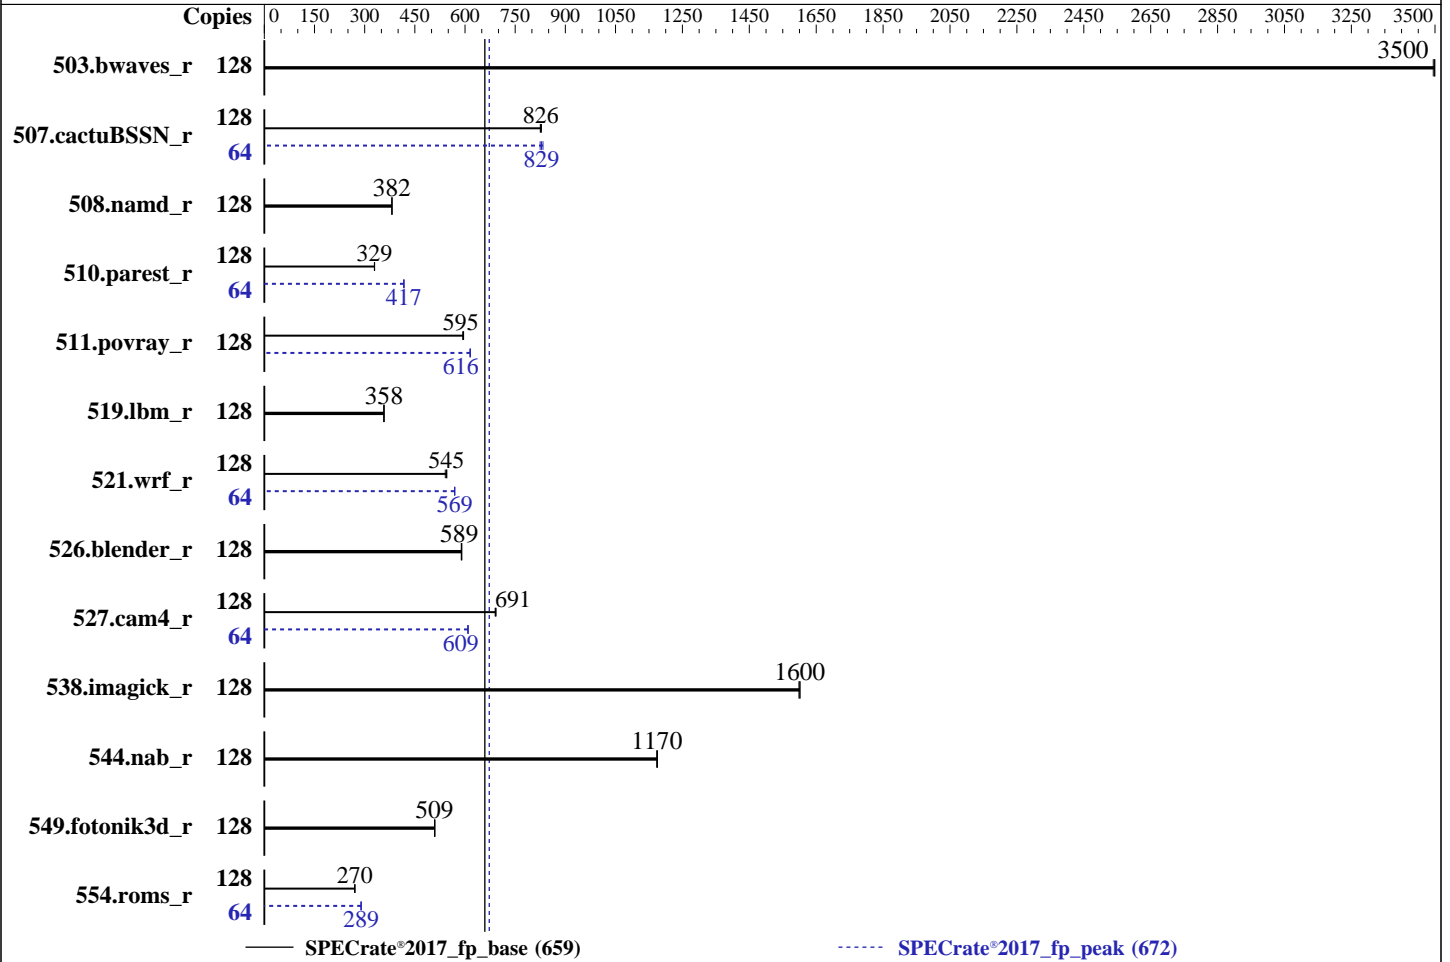 Copies 0 150 300 450 600 750 900 1050 1250 1450 1650 1850 2050 2250 2450 2650 2850 3050 3250 3500
503.bwaves_r 128 3500
507.cactuBSSN_r 128 826
64 829
508.namd_r 128 382
510.parest_r 128 329
64 417
511.povray_r 128 595
616
519.lbm_r 128 358
521.wrf_r 128 545
64 569
526.blender_r 128 589
527.cam4_r 128 691
64 609
538.imagick_r 128 1600
544.nab_r 128 1170
549.fotonik3d_r 128 509
554.roms_r 128 270
64 289
SPECrate®2017_fp_base (659) SPECrate®2017_fp_peak (672)